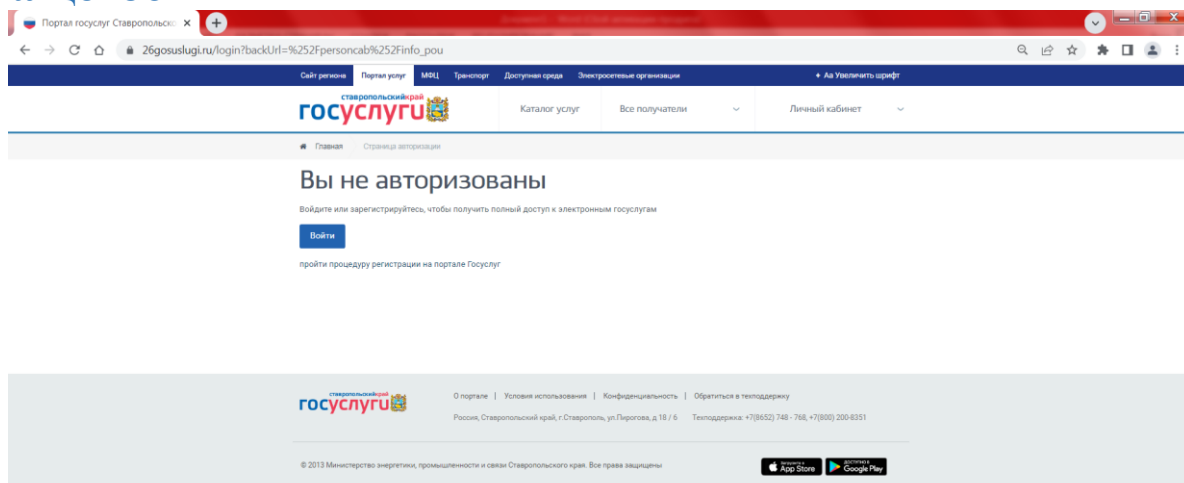 Портал госуслуг Ставропольско
26gosuslugi.ru/login?backUrl=%252Fpersoncab%252Finfo_pou
Сайт региона Портал услуг МФЦ Транспорт Доступная среда Электросетевые организации + Аа Увеличить шрифт
ставропольскийкрай
госуслуги Каталог услуг Все получатели Личный кабинет
Главная Страница авторизации
Вы не авторизованы
Войдите или зарегистрируйтесь, чтобы получить полный доступ к электронным госуслугам
Войти
пройти процедуру регистрации на портале Госуслуг
ставропольскийкрай
госуслуги
О портале | Условия использования | Конфиденциальность | Обратиться в техподдержку
Россия, Ставропольский край, г.Ставрополь, ул.Пирогова, д.18 / 6 Техподдержка: +7(8652) 748 - 768, +7(800) 200-8351
© 2013 Министерство энергетики, промышленности и связи Ставропольского края. Все права защищены
Загрузите в App Store ДОСТУПНО В Google Play